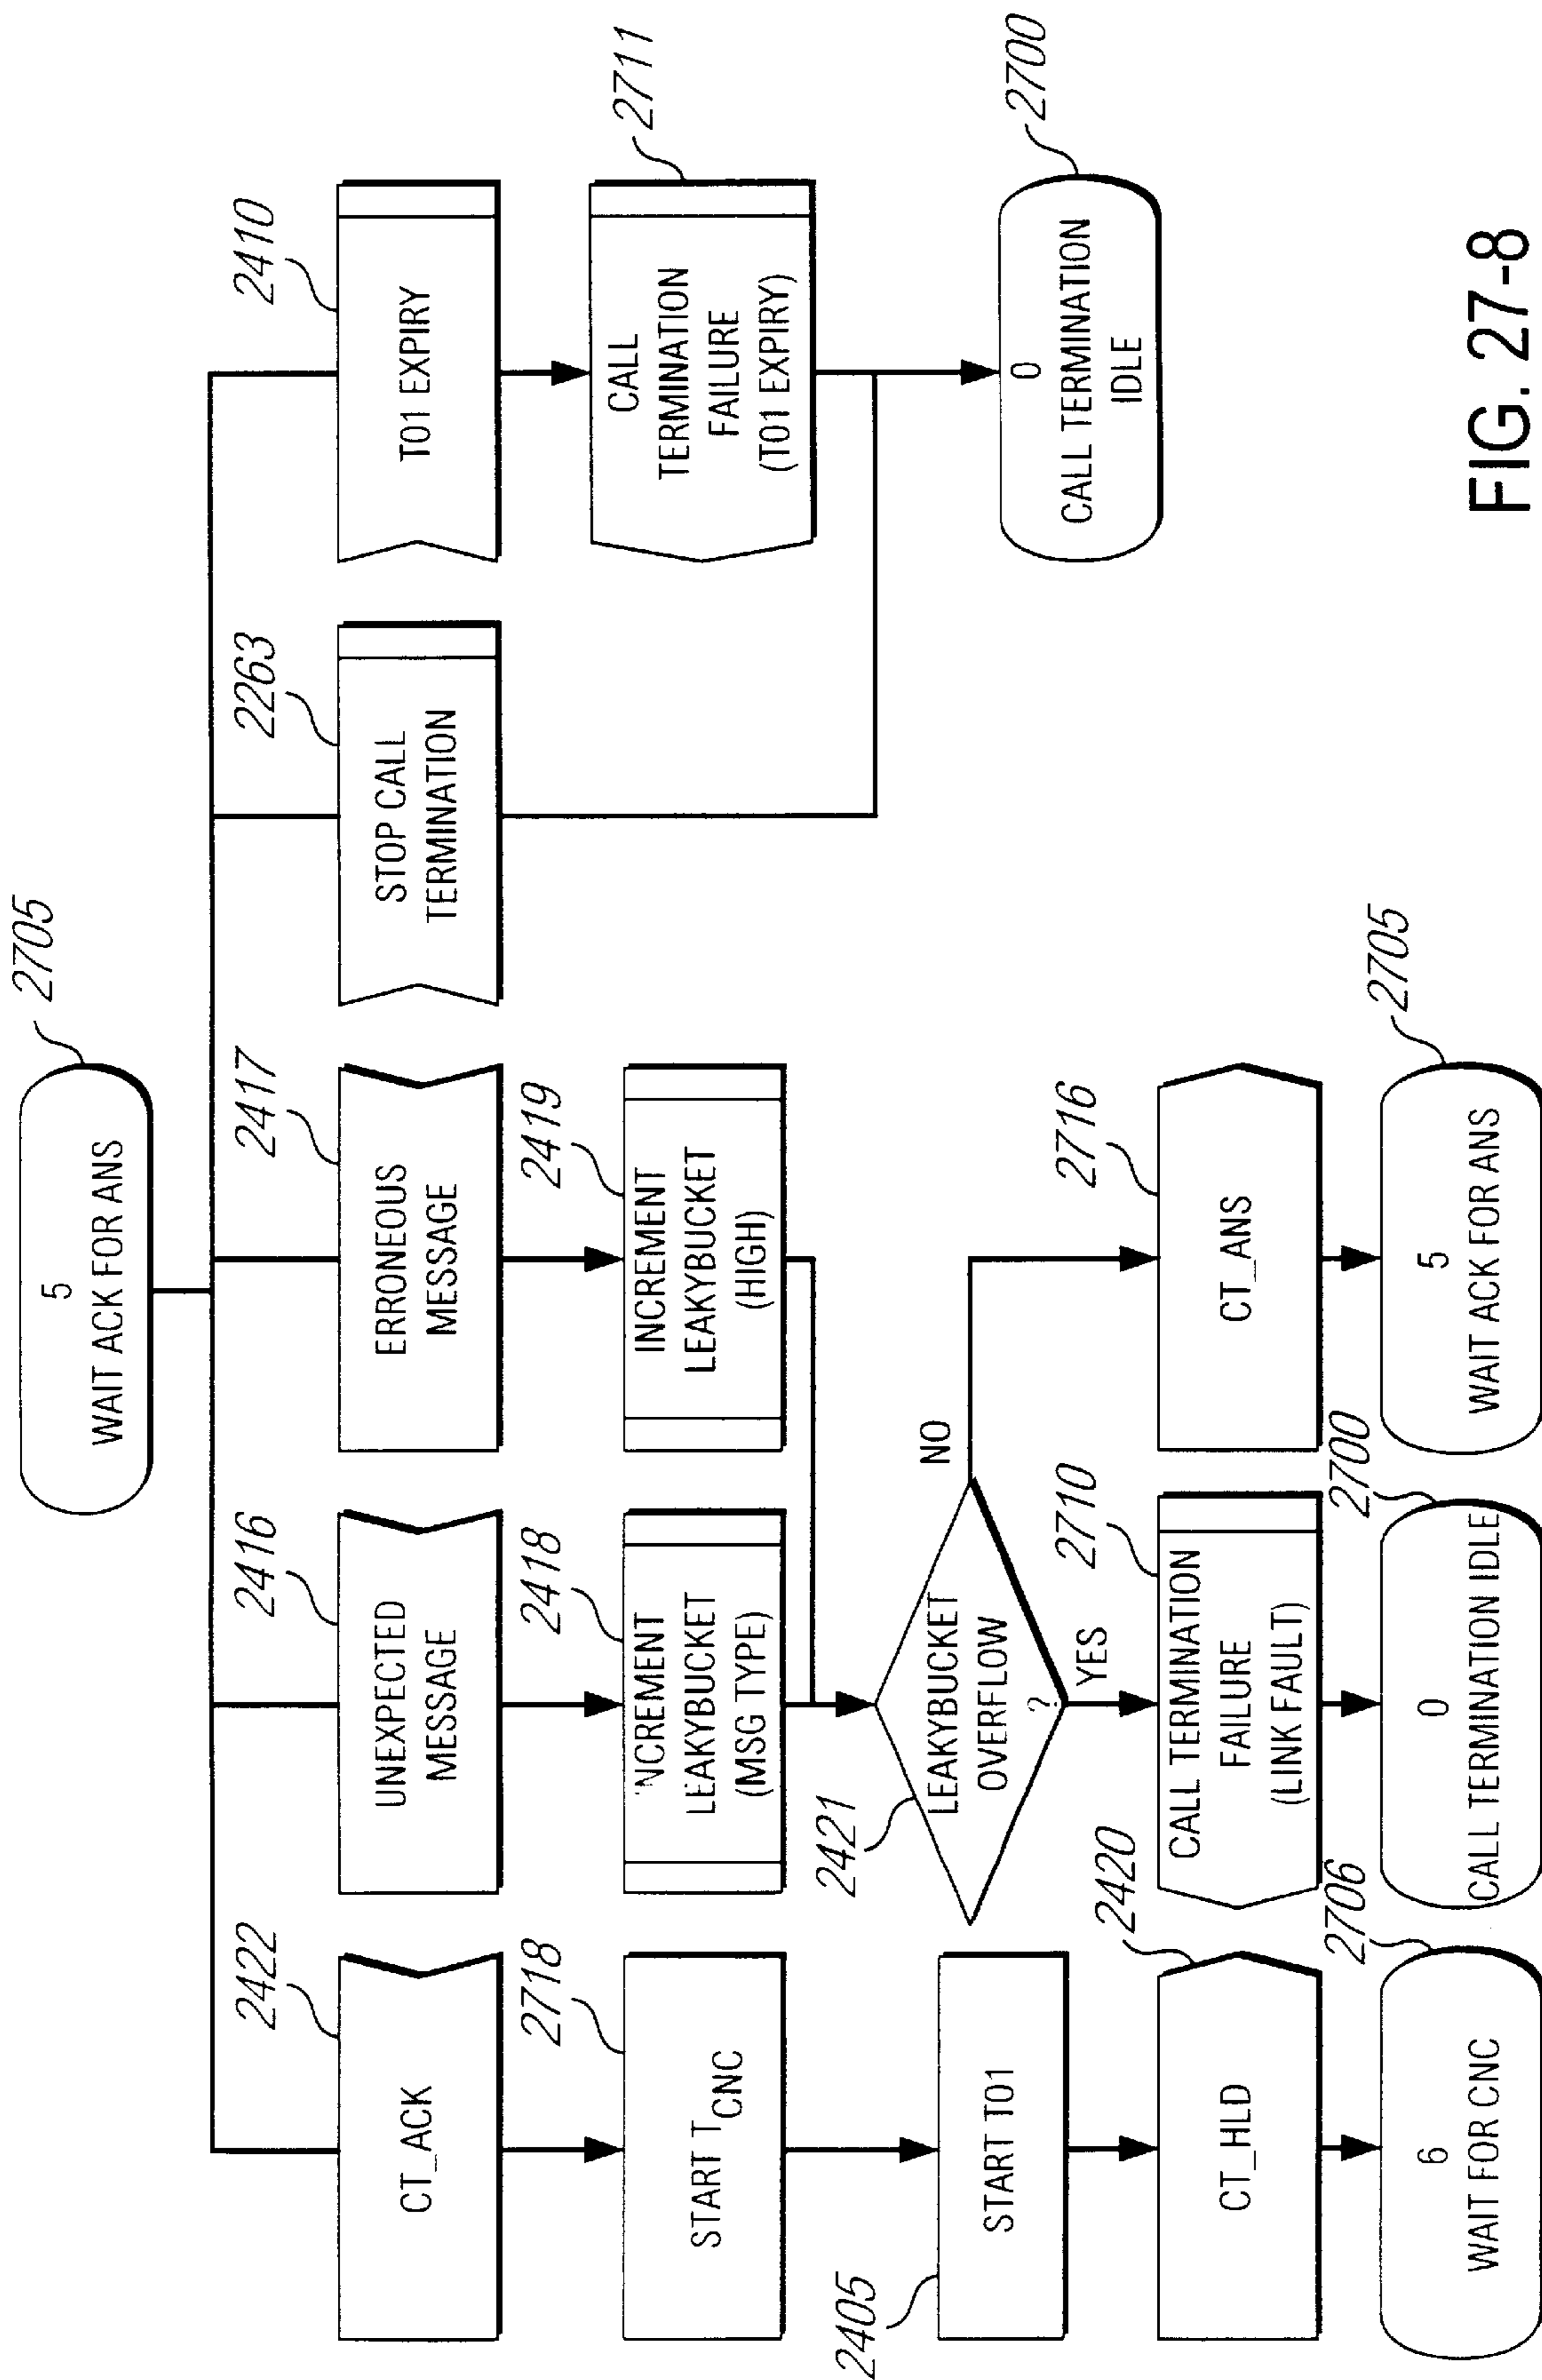 2705
5
WAIT ACK FOR ANS
2422
CT_ACK
2416
UNEXPECTED
MESSAGE
2417
ERRONEOUS
MESSAGE
2263
STOP CALL
TERMINATION
2410
T01 EXPIRY
2718
START TCNC
2418
INCREMENT
LEAKYBUCKET
(MSG TYPE)
2419
INCREMENT
LEAKYBUCKET
(HIGH)
2711
CALL
TERMINATION
FAILURE
(T01 EXPIRY)
2405
START T01
2421
LEAKYBUCKET
OVERFLOW
?
NO
YES
2700
0
CALL TERMINATION
IDLE
2420
CT_HLD
2710
CALL TERMINATION
FAILURE
(LINK FAULT)
2716
CT_ANS
2706
6
WAIT FOR CNC
2700
0
CALL TERMINATION IDLE
2705
5
WAIT ACK FOR ANS
FIG. 27-8